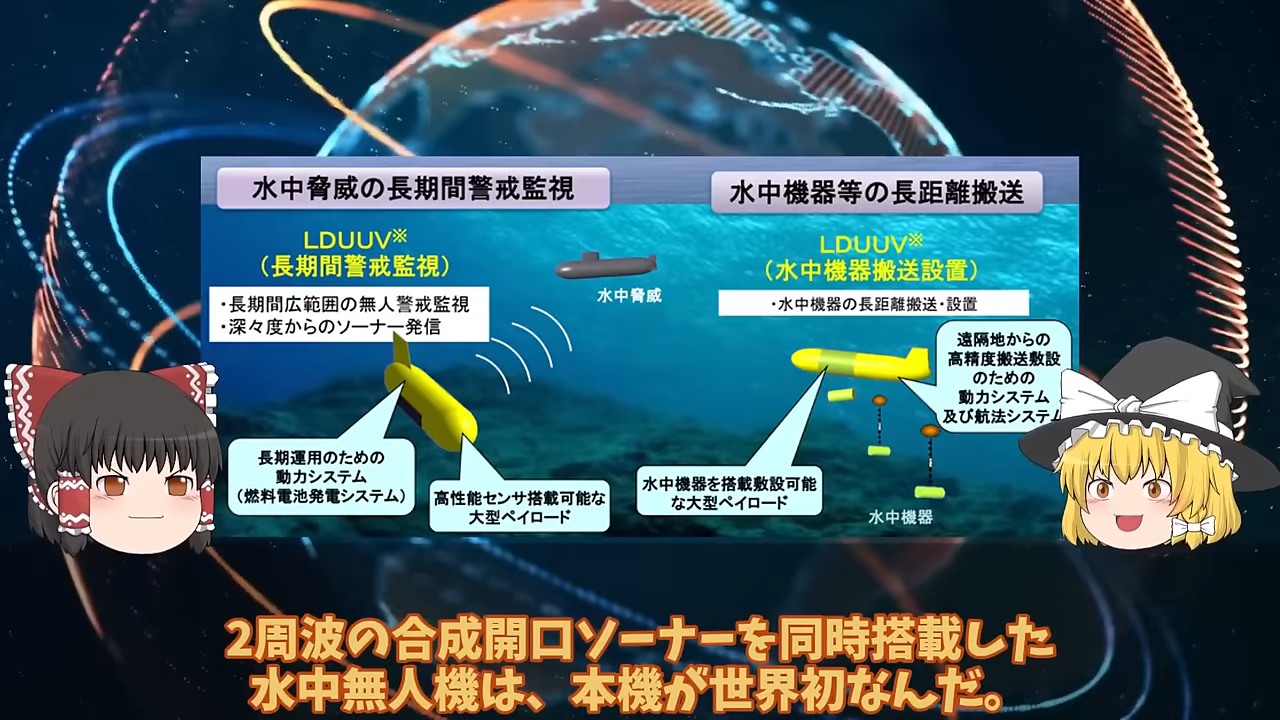 水中脅威の長期間警戒監視
LDUUV※
（長期間警戒監視）
・長期間広範囲の無人警戒監視
・深々度からのソーナー発信
水中脅威
長期運用のための
動力システム
（燃料電池発電システム）
高性能センサ搭載可能な
大型ペイロード
水中機器等の長距離搬送
LDUUV※
（水中機器搬送設置）
・水中機器の長距離搬送・設置
遠隔地からの
高精度搬送敷設
のための
動力システム
及び航法システム
水中機器を搭載敷設可能
な大型ペイロード
水中機器
2周波の合成開口ソーナーを同時搭載した
水中無人機は、本機が世界初なんだ。